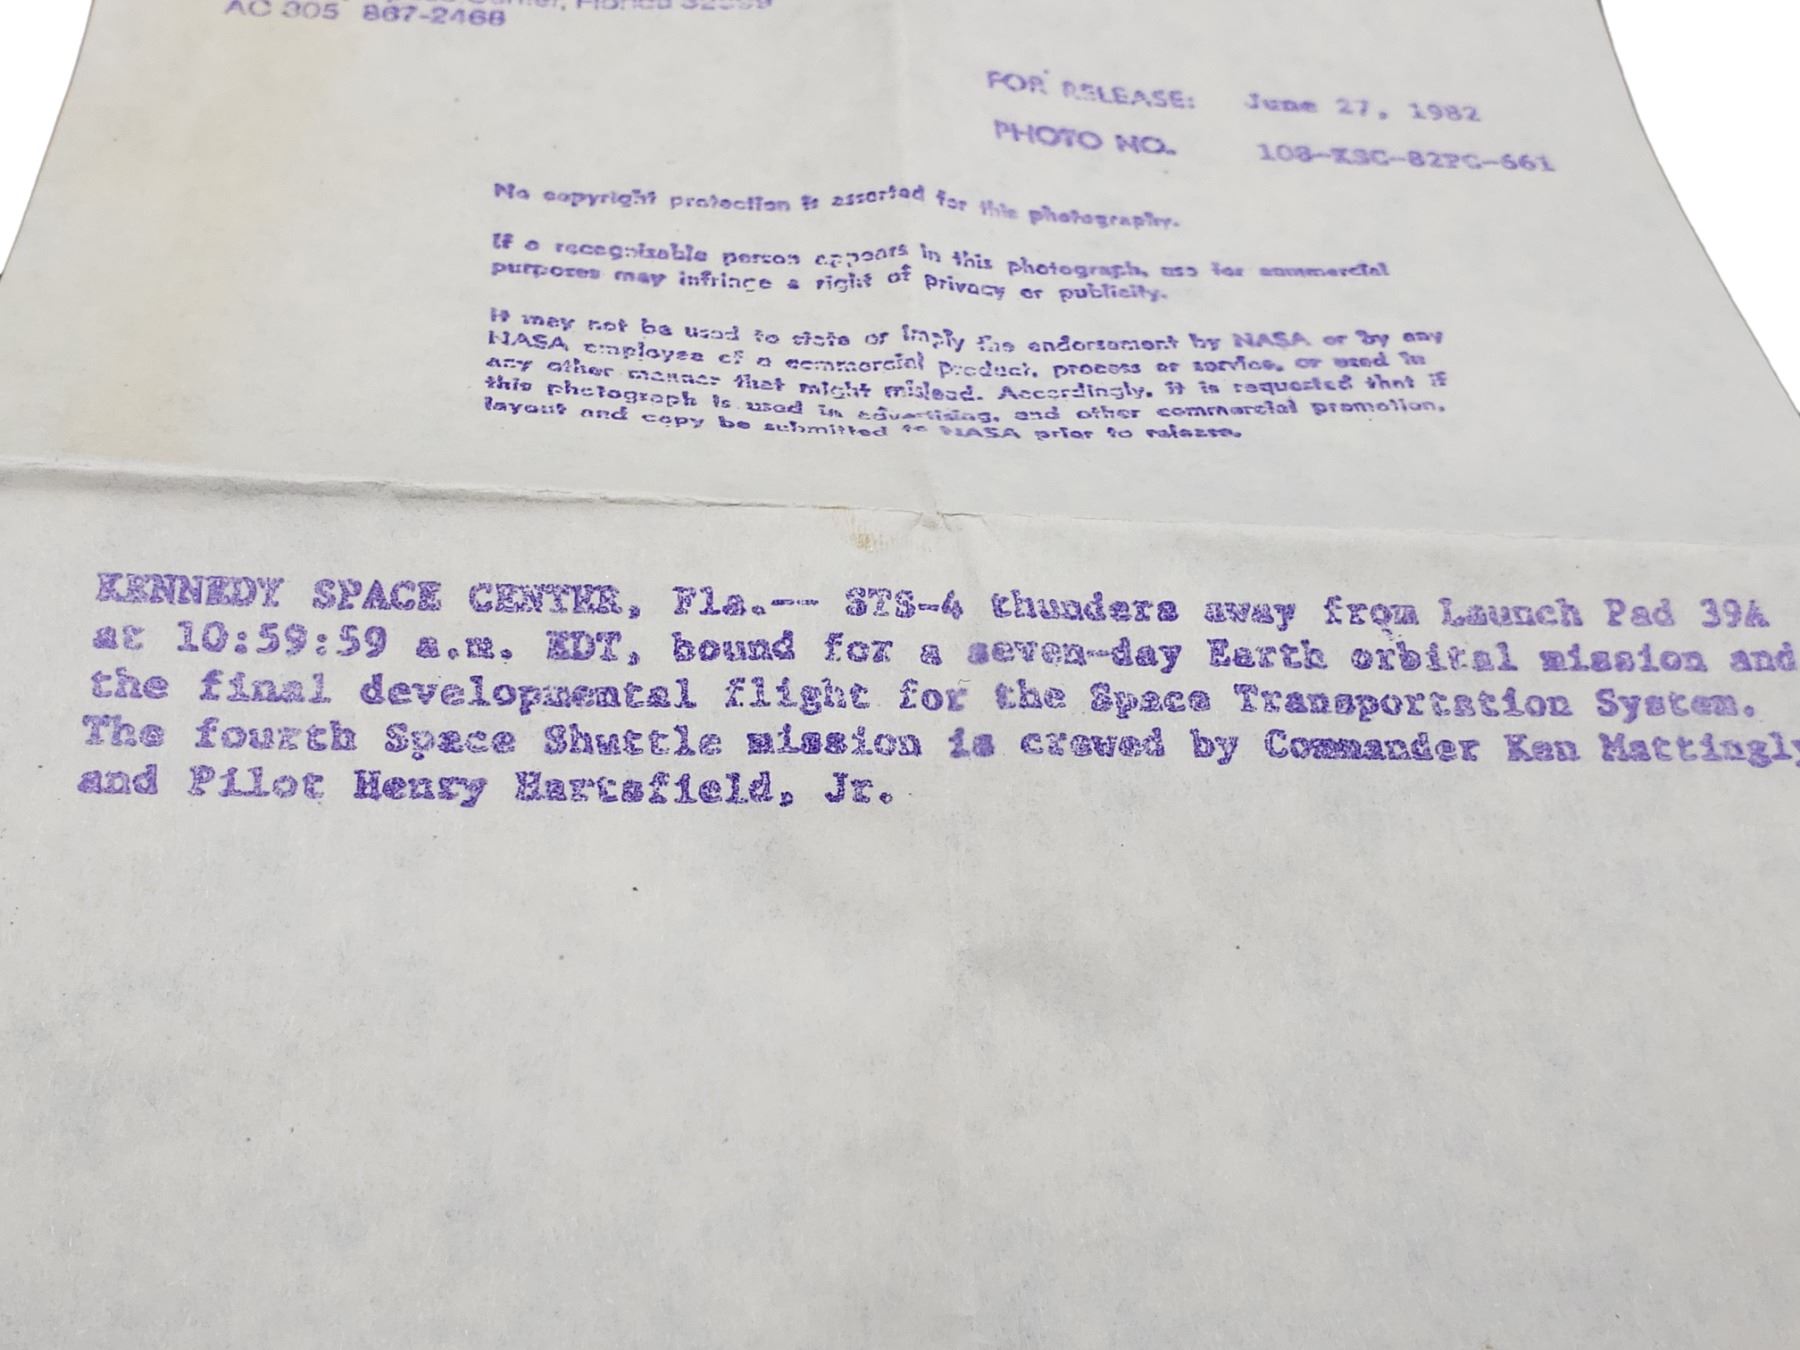 Florida 32899
AC 305 867-2468
FOR RELEASE: June 27, 1982
PHOTO NO. 108-KSC-82PC-661
No copyright protection is asserted for this photography.
If a recognizable person appears in this photograph, use for commercial
purposes may infringe a right of privacy or publicity.
It may not be used to state or imply the endorsement by NASA or by any
NASA employee of a commercial product, process or service, or used in
any other manner that might mislead. Accordingly, it is requested that if
this photograph is used in advertising, and other commercial promotion,
layout and copy be submitted to NASA prior to release.
KENNEDY SPACE CENTER, Fla.-- STS-4 thunders away from Launch Pad 39A
at 10:59:59 a.m. EDT, bound for a seven-day Earth orbital mission and
the final developmental flight for the Space Transportation System.
The fourth Space Shuttle mission is crewed by Commander Ken Mattingly
and Pilot Henry Hartsfield, Jr.